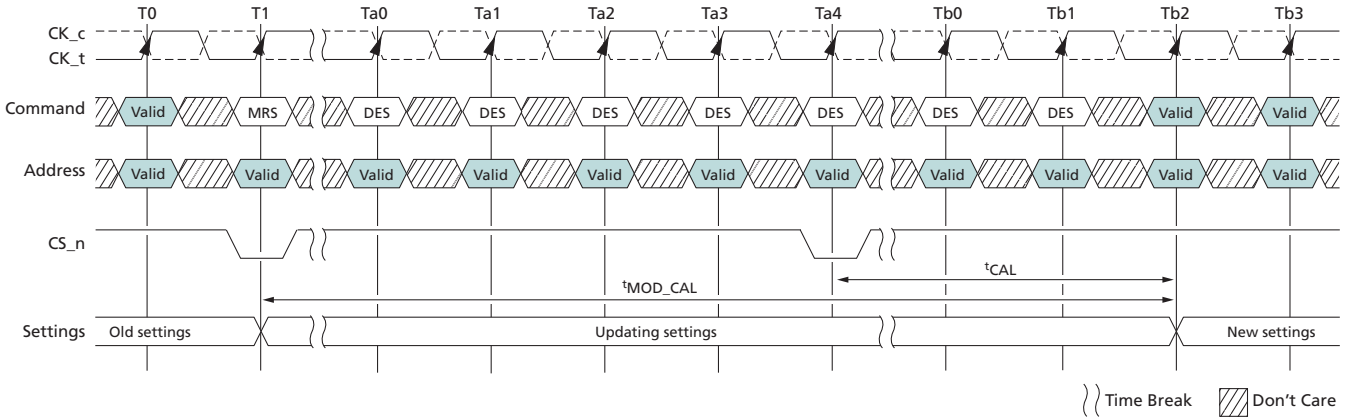 T0 T1 Ta0 Ta1 Ta2 Ta3 Ta4 Tb0 Tb1 Tb2 Tb3
CK_c
CK_t
Command Valid MRS DES DES DES DES DES DES DES Valid Valid
Address Valid Valid Valid Valid Valid Valid Valid Valid Valid Valid Valid
CS_n
tCAL
tMOD_CAL
Settings Old settings Updating settings New settings
Time Break Don't Care